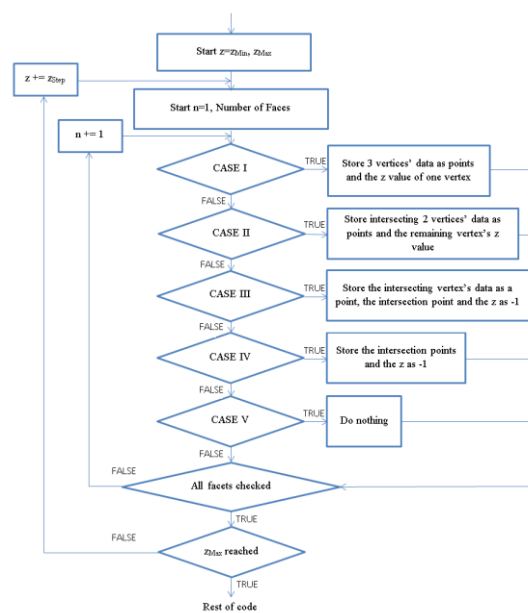 Start z=zMin, zMax
z += zStep
Start n=1, Number of Faces
n += 1
CASE I
TRUE
Store 3 vertices' data as points
and the z value of one vertex
FALSE
CASE II
TRUE
Store intersecting 2 vertices' data as
points and the remaining vertex's z
value
FALSE
CASE III
TRUE
Store the intersecting vertex's data as a
point, the intersection point and the z as -1
FALSE
CASE IV
TRUE
Store the intersection points
and the z as -1
FALSE
CASE V
TRUE
Do nothing
FALSE
FALSE
All facets checked
TRUE
FALSE
zMax reached
TRUE
Rest of code